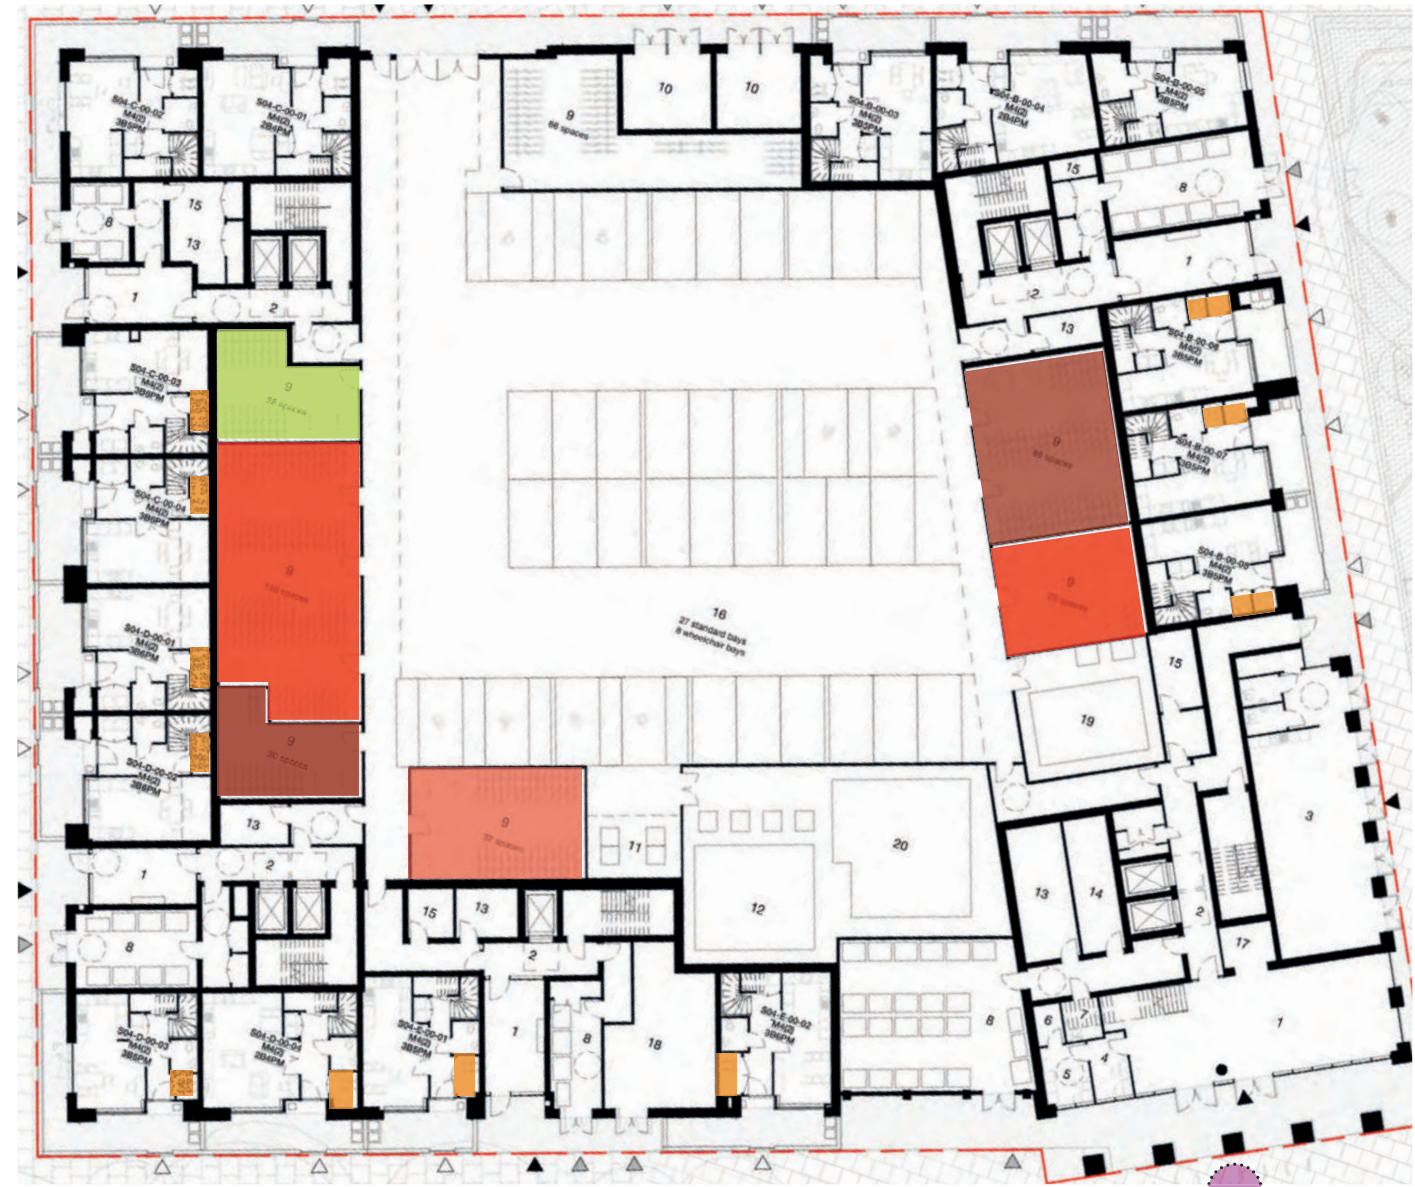 S04-C-00-02
M4(2)
3B5PM
S04-C-00-01
M4(2)
2B4PM
9
66 spaces
10
10
S04-B-00-03
M4(2)
3B5PM
S04-B-00-04
M4(2)
2B4PM
S04-B-00-05
M4(2)
3B5PM
8
15
13
15
8
1
2
1
2
13
S04-C-00-03
M4(2)
3B6PM
9
S04-B-00-06
M4(2)
3B5PM
9
S04-B-00-07
M4(2)
3B5PM
S04-C-00-04
M4(2)
3B6PM
9
9
S04-B-00-08
M4(2)
3B5PM
16
27 standard bays
8 wheelchair bays
S04-D-00-01
M4(2)
3B6PM
15
19
9
S04-D-00-02
M4(2)
3B6PM
13
9
11
20
3
1
2
12
13
14
2
17
8
15
13
2
S04-D-00-03
M4(2)
3B5PM
S04-D-00-04
M4(2)
2B4PM
S04-E-00-01
M4(2)
3B5PM
1
8
18
S04-E-00-02
M4(2)
3B6PM
8
6
7
5
4
1